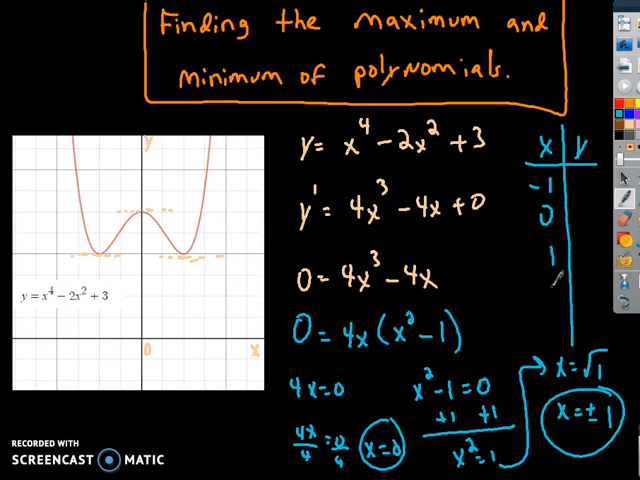 Finding the maximum and
minimum of polynomials.
y
y = x⁴ − 2x² + 3
0
x
y = x⁴ − 2x² + 3
y' = 4x³ − 4x + 0
0 = 4x³ − 4x
0 = 4x(x² − 1)
4x=0
4x/4 = 0/4
x=0
x² − 1 = 0
+1 +1
x² = 1
x = √1
x = ± 1
x y
-1
0
1
RECORDED WITH
SCREENCAST MATIC